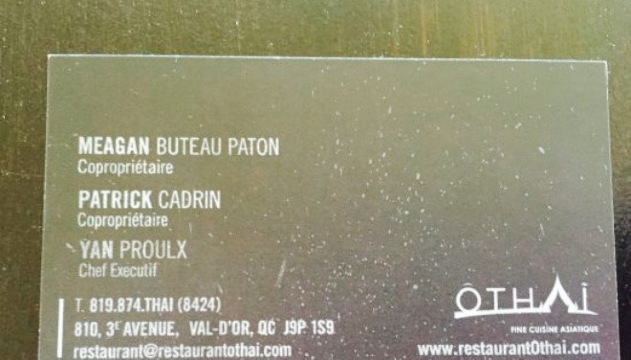 MEAGAN BUTEAU PATON
Copropriétaire
PATRICK CADRIN
Copropriétaire
YAN PROULX
Chef Executif
T. 819.874.THAI (8424)
810, 3E AVENUE, VAL-D'OR, QC J9P 1S9
restaurant@restaurantOthai.com
ÔTHAÏ
FINE CUISINE ASIATIQUE
www.restaurantOthai.com